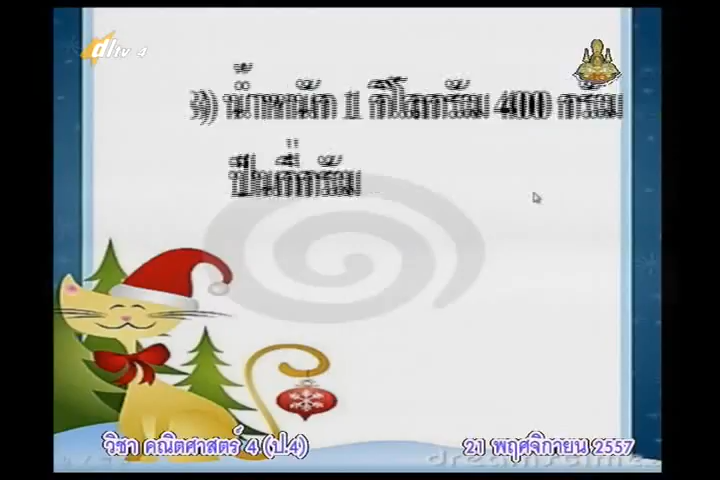 dltv 4
๑) น้ำหนัก 1 กิโลกรัม 400 กรัม
เป็นกี่กรัม
วิชา คณิตศาสตร์ 4 (ป.4)
21 พฤศจิกายน 2557
dreamstime